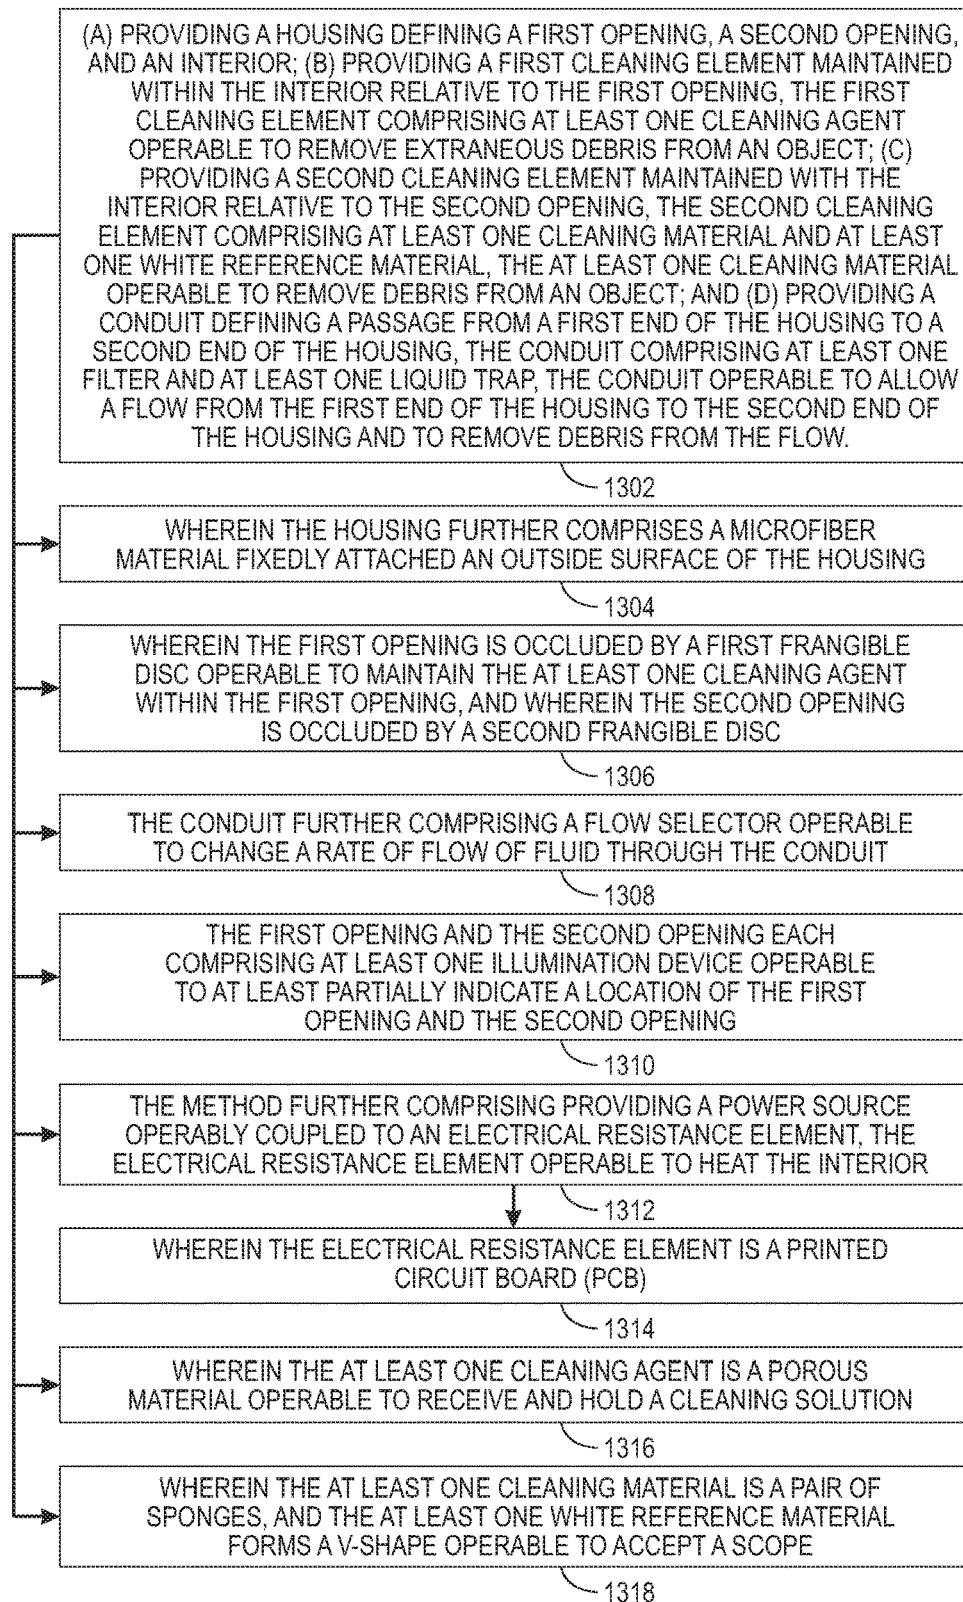 (A) PROVIDING A HOUSING DEFINING A FIRST OPENING, A SECOND OPENING,
AND AN INTERIOR; (B) PROVIDING A FIRST CLEANING ELEMENT MAINTAINED
WITHIN THE INTERIOR RELATIVE TO THE FIRST OPENING, THE FIRST
CLEANING ELEMENT COMPRISING AT LEAST ONE CLEANING AGENT
OPERABLE TO REMOVE EXTRANEOUS DEBRIS FROM AN OBJECT; (C)
PROVIDING A SECOND CLEANING ELEMENT MAINTAINED WITH THE
INTERIOR RELATIVE TO THE SECOND OPENING, THE SECOND CLEANING
ELEMENT COMPRISING AT LEAST ONE CLEANING MATERIAL AND AT LEAST
ONE WHITE REFERENCE MATERIAL, THE AT LEAST ONE CLEANING MATERIAL
OPERABLE TO REMOVE DEBRIS FROM AN OBJECT; AND (D) PROVIDING A
CONDUIT DEFINING A PASSAGE FROM A FIRST END OF THE HOUSING TO A
SECOND END OF THE HOUSING, THE CONDUIT COMPRISING AT LEAST ONE
FILTER AND AT LEAST ONE LIQUID TRAP, THE CONDUIT OPERABLE TO ALLOW
A FLOW FROM THE FIRST END OF THE HOUSING TO THE SECOND END OF
THE HOUSING AND TO REMOVE DEBRIS FROM THE FLOW.
1302
WHEREIN THE HOUSING FURTHER COMPRISES A MICROFIBER
MATERIAL FIXEDLY ATTACHED AN OUTSIDE SURFACE OF THE HOUSING
1304
WHEREIN THE FIRST OPENING IS OCCLUDED BY A FIRST FRANGIBLE
DISC OPERABLE TO MAINTAIN THE AT LEAST ONE CLEANING AGENT
WITHIN THE FIRST OPENING, AND WHEREIN THE SECOND OPENING
IS OCCLUDED BY A SECOND FRANGIBLE DISC
1306
THE CONDUIT FURTHER COMPRISING A FLOW SELECTOR OPERABLE
TO CHANGE A RATE OF FLOW OF FLUID THROUGH THE CONDUIT
1308
THE FIRST OPENING AND THE SECOND OPENING EACH
COMPRISING AT LEAST ONE ILLUMINATION DEVICE OPERABLE
TO AT LEAST PARTIALLY INDICATE A LOCATION OF THE FIRST
OPENING AND THE SECOND OPENING
1310
THE METHOD FURTHER COMPRISING PROVIDING A POWER SOURCE
OPERABLY COUPLED TO AN ELECTRICAL RESISTANCE ELEMENT, THE
ELECTRICAL RESISTANCE ELEMENT OPERABLE TO HEAT THE INTERIOR
1312
WHEREIN THE ELECTRICAL RESISTANCE ELEMENT IS A PRINTED
CIRCUIT BOARD (PCB)
1314
WHEREIN THE AT LEAST ONE CLEANING AGENT IS A POROUS
MATERIAL OPERABLE TO RECEIVE AND HOLD A CLEANING SOLUTION
1316
WHEREIN THE AT LEAST ONE CLEANING MATERIAL IS A PAIR OF
SPONGES, AND THE AT LEAST ONE WHITE REFERENCE MATERIAL
FORMS A V-SHAPE OPERABLE TO ACCEPT A SCOPE
1318